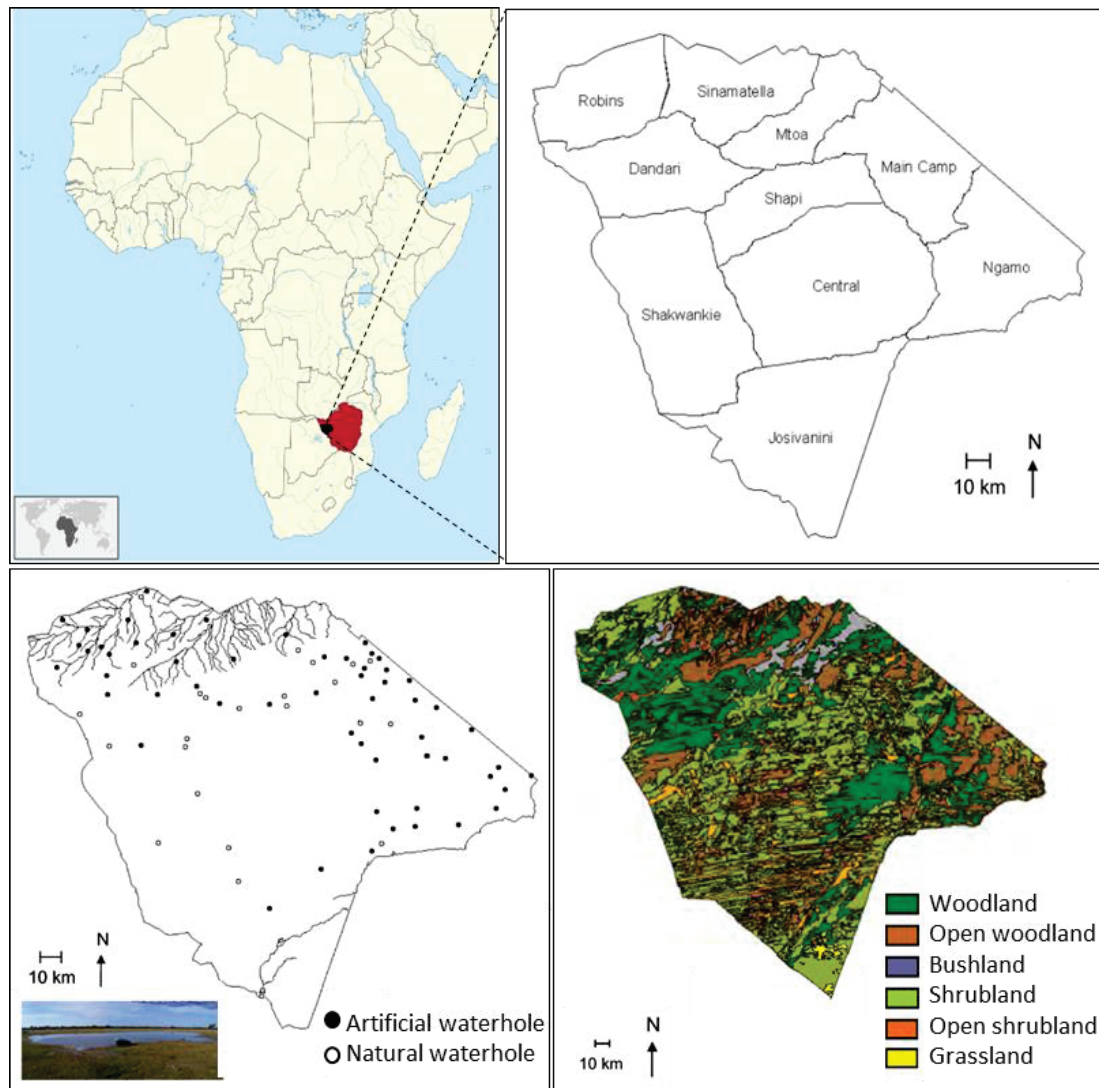 Robins
Sinamatella
Mtoa
Dandari
Main Camp
Shapi
Ngamo
Central
Shakwankie
Josivanini
N
10 km
N
10 km
Artificial waterhole
Natural waterhole
Woodland
Open woodland
Bushland
Shrubland
Open shrubland
Grassland
N
10 km